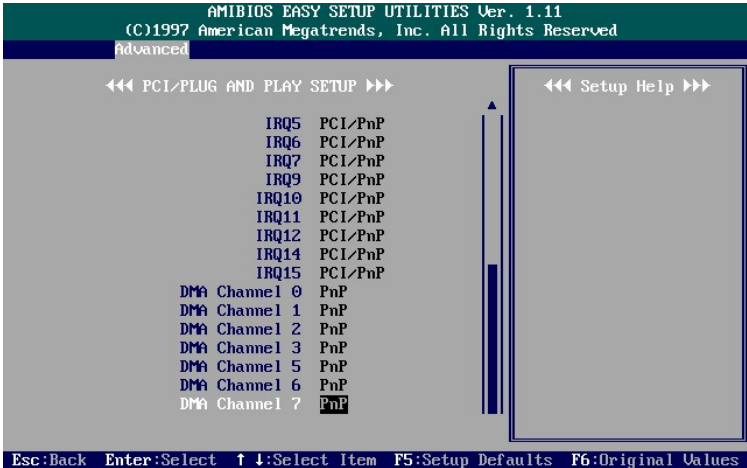 AMIBIOS EASY SETUP UTILITIES Ver. 1.11
(C)1997 American Megatrends, Inc. All Rights Reserved
Advanced
PCI/PLUG AND PLAY SETUP
Setup Help
IRQ5 PCI/PnP
IRQ6 PCI/PnP
IRQ7 PCI/PnP
IRQ9 PCI/PnP
IRQ10 PCI/PnP
IRQ11 PCI/PnP
IRQ12 PCI/PnP
IRQ14 PCI/PnP
IRQ15 PCI/PnP
DMA Channel 0 PnP
DMA Channel 1 PnP
DMA Channel 2 PnP
DMA Channel 3 PnP
DMA Channel 5 PnP
DMA Channel 6 PnP
DMA Channel 7 PnP
Esc:Back Enter:Select ↑ ↓:Select Item F5:Setup Defaults F6:Original Values